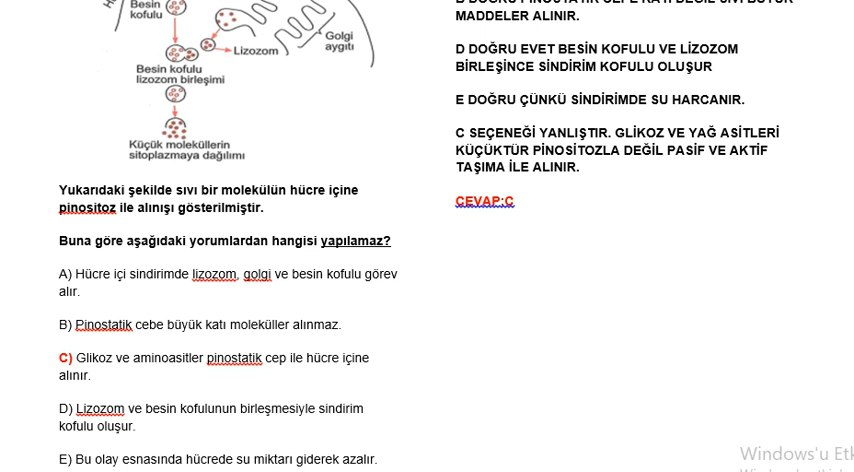 Besin
kofulu
Lizozom
Golgi
aygıtı
Besin kofulu
lizozom birleşimi
Küçük moleküllerin
sitoplazmaya dağılımı
Yukarıdaki şekilde sıvı bir molekülün hücre içine
pinositoz ile alınışı gösterilmiştir.
Buna göre aşağıdaki yorumlardan hangisi yapılamaz?
A) Hücre içi sindirimde lizozom, golgi ve besin kofulu görev
alır.
B) Pinostatik cebe büyük katı moleküller alınmaz.
C) Glikoz ve aminoasitler pinostatik cep ile hücre içine
alınır.
D) Lizozom ve besin kofulunun birleşmesiyle sindirim
kofulu oluşur.
E) Bu olay esnasında hücrede su miktarı giderek azalır.
MADDELER ALINIR.
D DOĞRU EVET BESİN KOFULU VE LİZOZOM
BİRLEŞİNCE SİNDİRİM KOFULU OLUŞUR
E DOĞRU ÇÜNKÜ SİNDİRİMDE SU HARCANIR.
C SEÇENEĞİ YANLIŞTIR. GLİKOZ VE YAĞ ASİTLERİ
KÜÇÜKTÜR PİNOSİTOZLA DEĞİL PASİF VE AKTİF
TAŞIMA İLE ALINIR.
CEVAP:C
Windows'u Etk